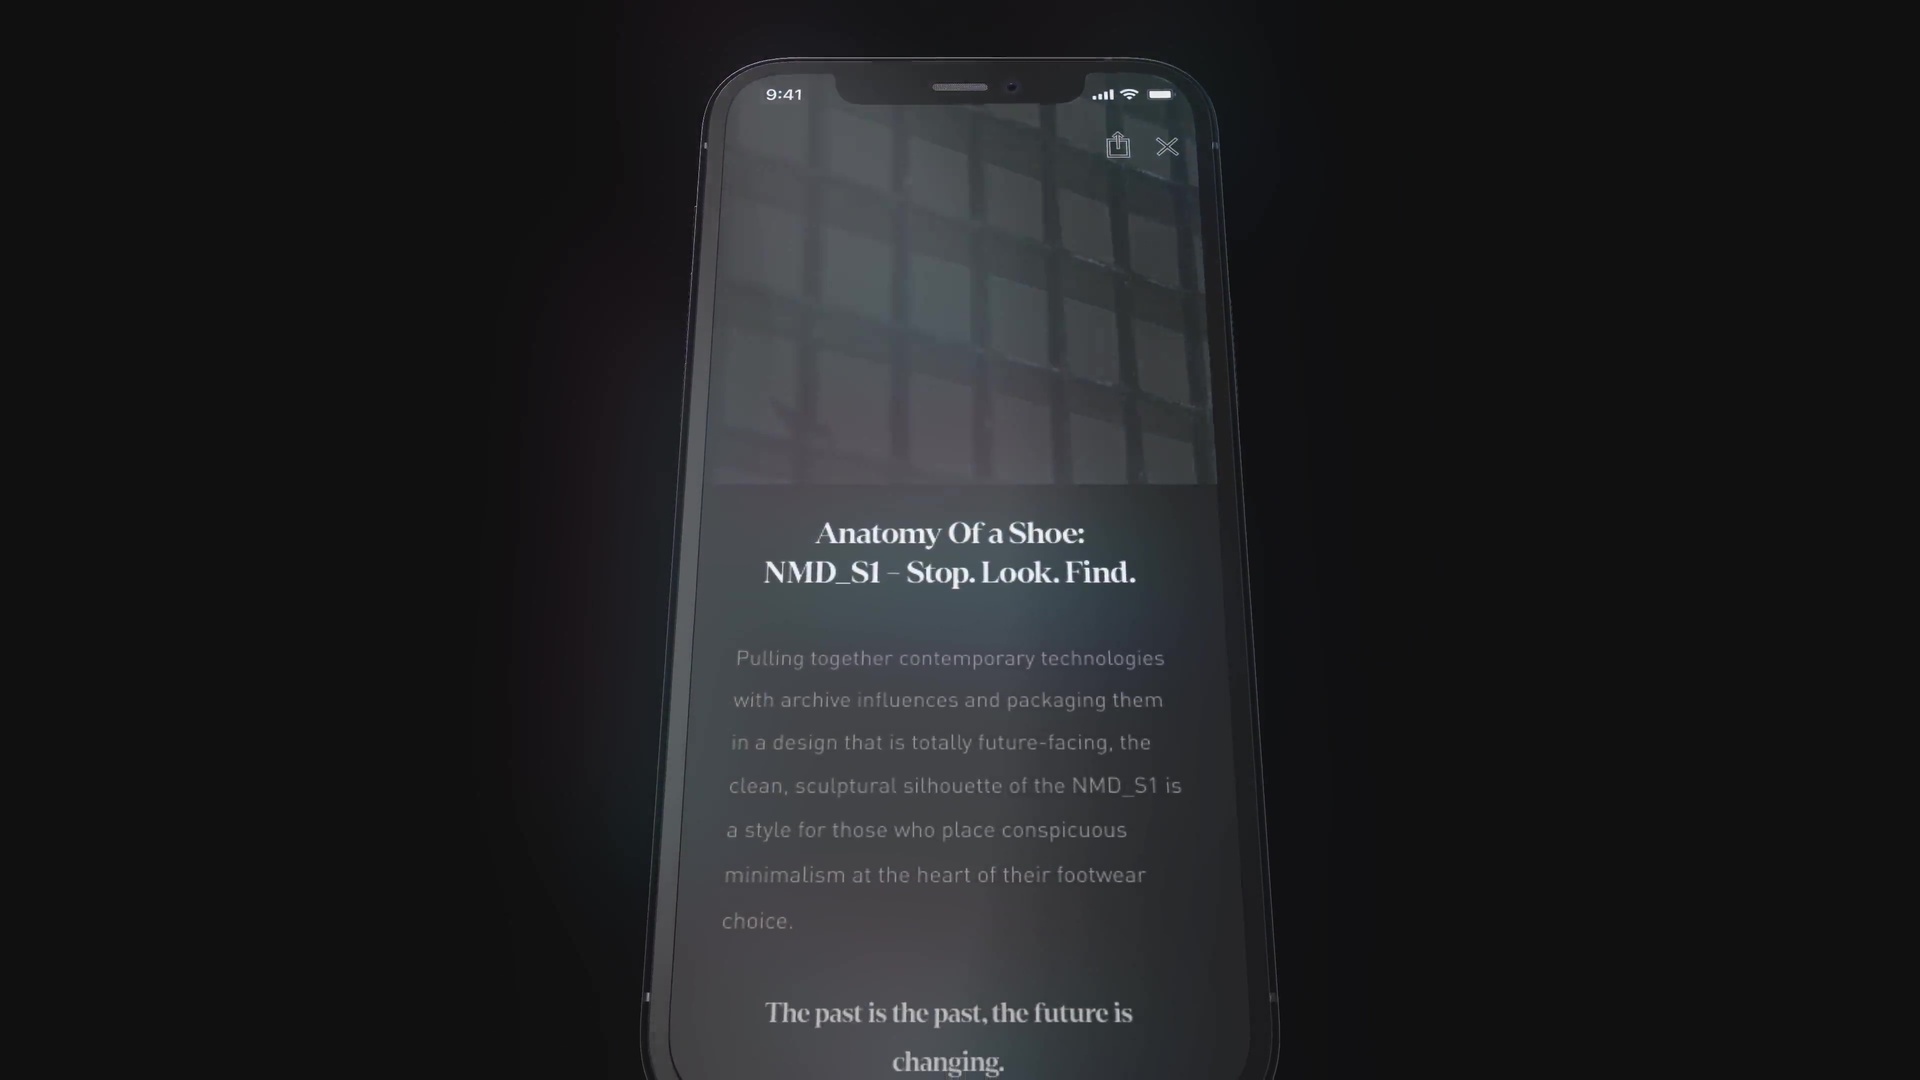 9:41
Anatomy Of a Shoe:
NMD_S1 – Stop. Look. Find.
Pulling together contemporary technologies
with archive influences and packaging them
in a design that is totally future-facing, the
clean, sculptural silhouette of the NMD_S1 is
a style for those who place conspicuous
minimalism at the heart of their footwear
choice.
The past is the past, the future is
changing.